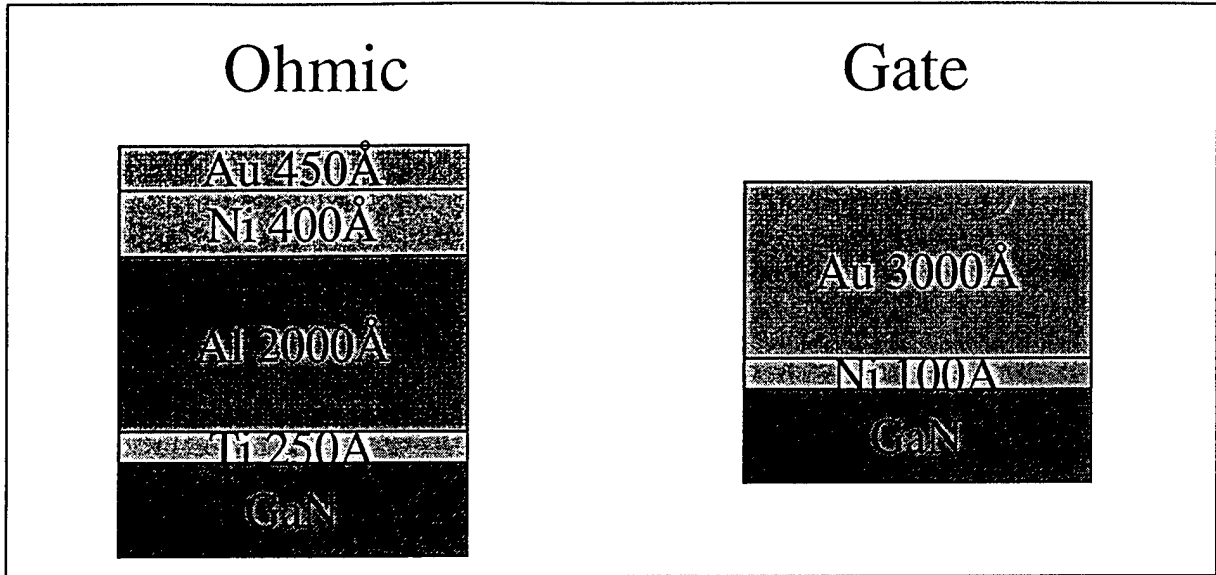 Ohmic
Au 450Å
Ni 400Å
Al 2000Å
Ti 250A
GaN
Gate
Au 3000Å
Ni 100A
GaN